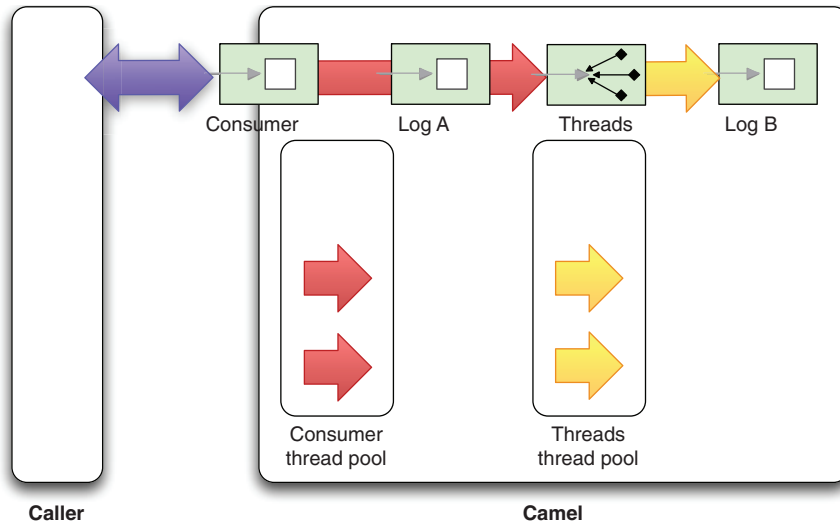 Consumer
Log A
Threads
Log B
Consumer
thread pool
Threads
thread pool
Caller
Camel